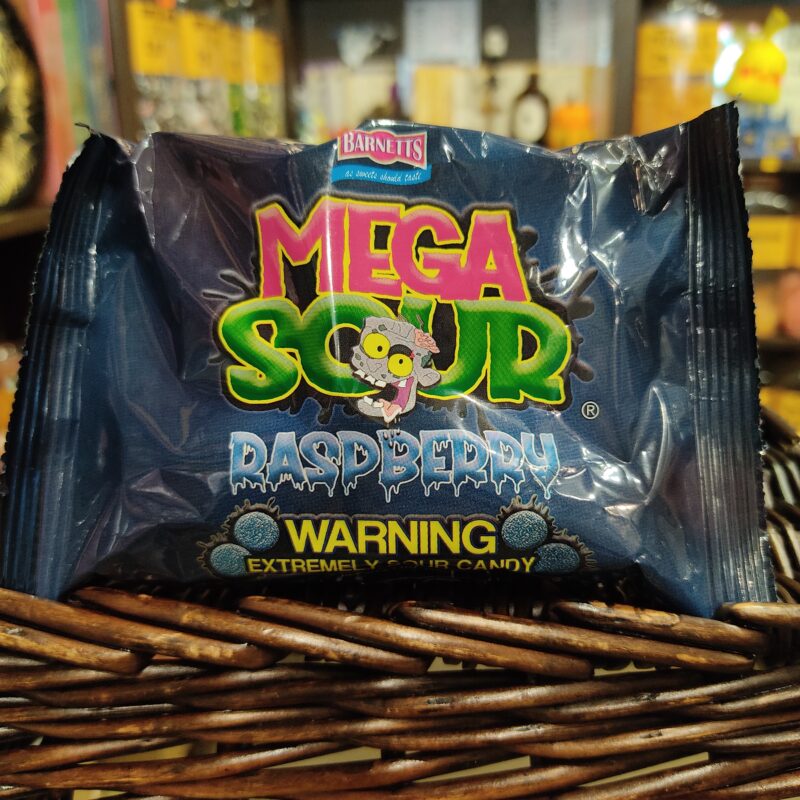 BARNETTS
as sweets should taste
MEGA
SOUR
®
RASPBERRY
WARNING
EXTREMELY SOUR CANDY